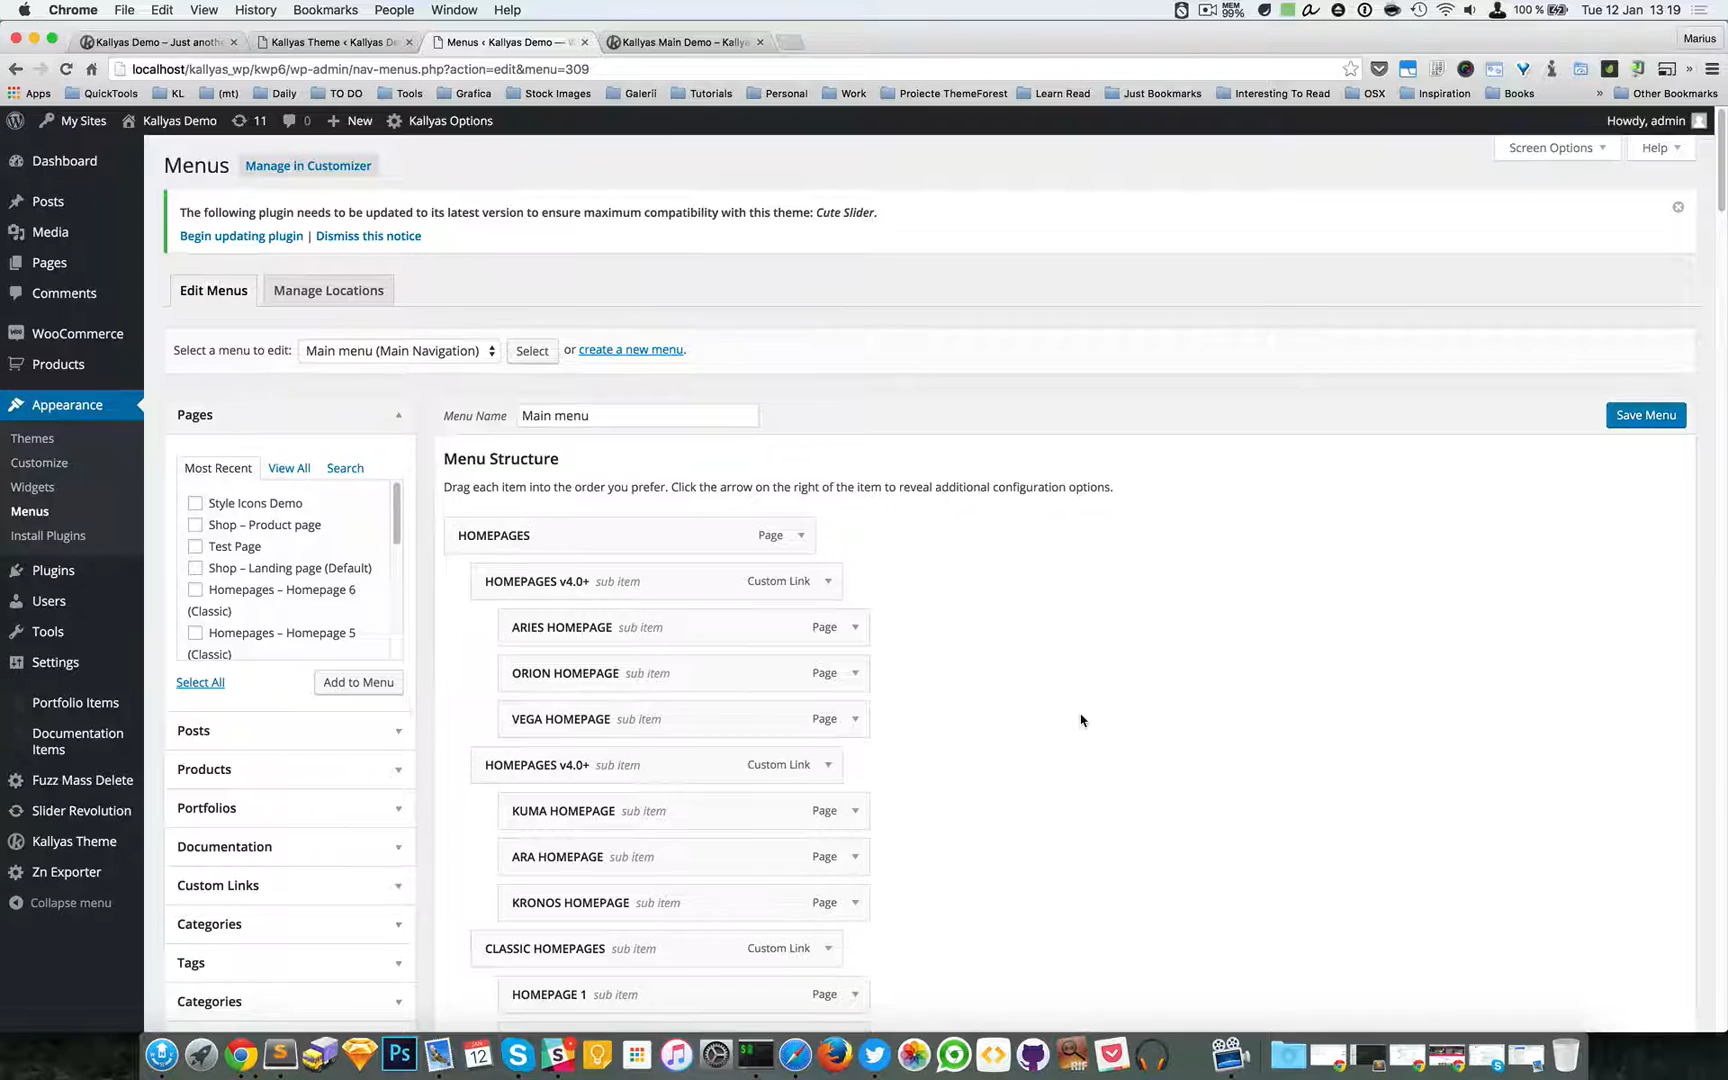 Chrome File Edit View History Bookmarks People Window Help
MEM 99% 100 % Tue 12 Jan 13:19
Kallyas Demo – Just anoth
Kallyas Theme ‹ Kallyas De
Menus ‹ Kallyas Demo —
Kallyas Main Demo – Kally
Marius
localhost/kallyas_wp/kwp6/wp-admin/nav-menus.php?action=edit&menu=309
Apps QuickTools KL (mt) Daily TO DO Tools Grafica Stock Images Galerii Tutorials Personal Work Proiecte ThemeForest Learn Read Just Bookmarks Interesting To Read OSX Inspiration Books » Other Bookmarks
My Sites Kallyas Demo 11 0 + New Kallyas Options Howdy, admin
Dashboard
Posts
Media
Pages
Comments
WooCommerce
Products
Appearance
Themes
Customize
Widgets
Menus
Install Plugins
Plugins
Users
Tools
Settings
Portfolio Items
Documentation
Items
Fuzz Mass Delete
Slider Revolution
Kallyas Theme
Zn Exporter
Collapse menu
Screen Options Help
Menus Manage in Customizer
The following plugin needs to be updated to its latest version to ensure maximum compatibility with this theme: Cute Slider.
Begin updating plugin | Dismiss this notice
Edit Menus Manage Locations
Select a menu to edit: Main menu (Main Navigation) Select or create a new menu.
Pages
Most Recent View All Search
Style Icons Demo
Shop – Product page
Test Page
Shop – Landing page (Default)
Homepages – Homepage 6
(Classic)
Homepages – Homepage 5
(Classic)
Select All Add to Menu
Posts
Products
Portfolios
Documentation
Custom Links
Categories
Tags
Categories
Menu Name Main menu Save Menu
Menu Structure
Drag each item into the order you prefer. Click the arrow on the right of the item to reveal additional configuration options.
HOMEPAGES Page
HOMEPAGES v4.0+ sub item Custom Link
ARIES HOMEPAGE sub item Page
ORION HOMEPAGE sub item Page
VEGA HOMEPAGE sub item Page
HOMEPAGES v4.0+ sub item Custom Link
KUMA HOMEPAGE sub item Page
ARA HOMEPAGE sub item Page
KRONOS HOMEPAGE sub item Page
CLASSIC HOMEPAGES sub item Custom Link
HOMEPAGE 1 sub item Page
Ps
JAN
12
RIF